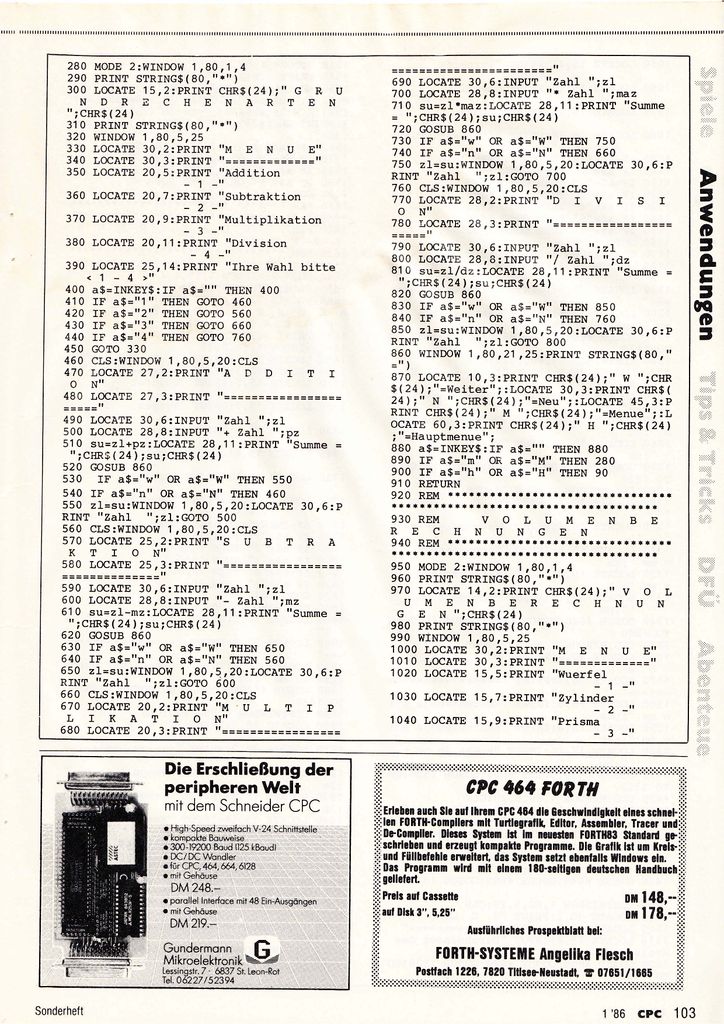 280 MODE 2:WINDOW 1,80,1,4
290 PRINT STRING$(80,"*")
300 LOCATE 15,2:PRINT CHR$(24);" G R U
N D R E C H E N A R T E N
";CHR$(24)
310 PRINT STRING$(80,"*")
320 WINDOW 1,80,5,25
330 LOCATE 30,2:PRINT "M E N U E"
340 LOCATE 30,3:PRINT "============="
350 LOCATE 20,5:PRINT "Addition
- 1 -"
360 LOCATE 20,7:PRINT "Subtraktion
- 2 -"
370 LOCATE 20,9:PRINT "Multiplikation
- 3 -"
380 LOCATE 20,11:PRINT "Division
- 4 -"
390 LOCATE 25,14:PRINT "Ihre Wahl bitte
< 1 - 4 >"
400 a$=INKEY$:IF a$="" THEN 400
410 IF a$="1" THEN GOTO 460
420 IF a$="2" THEN GOTO 560
430 IF a$="3" THEN GOTO 660
440 IF a$="4" THEN GOTO 760
450 GOTO 330
460 CLS:WINDOW 1,80,5,20:CLS
470 LOCATE 27,2:PRINT "A D D I T I
O N"
480 LOCATE 27,3:PRINT "==================
====="
490 LOCATE 30,6:INPUT "Zahl ";zl
500 LOCATE 28,8:INPUT "+ Zahl ";pz
510 su=zl+pz:LOCATE 28,11:PRINT "Summe =
";CHR$(24);su;CHR$(24)
520 GOSUB 860
530 IF a$="w" OR a$="W" THEN 550
540 IF a$="n" OR a$="N" THEN 460
550 zl=su:WINDOW 1,80,5,20:LOCATE 30,6:P
RINT "Zahl ";zl:GOTO 500
560 CLS:WINDOW 1,80,5,20:CLS
570 LOCATE 25,2:PRINT "S U B T R A
K T I O N"
580 LOCATE 25,3:PRINT "==================
==============="
590 LOCATE 30,6:INPUT "Zahl ";zl
600 LOCATE 28,8:INPUT "- Zahl ";mz
610 su=zl-mz:LOCATE 28,11:PRINT "Summe =
";CHR$(24);su;CHR$(24)
620 GOSUB 860
630 IF a$="w" OR a$="W" THEN 650
640 IF a$="n" OR a$="N" THEN 560
650 zl=su:WINDOW 1,80,5,20:LOCATE 30,6:P
RINT "Zahl ";zl:GOTO 600
660 CLS:WINDOW 1,80,5,20:CLS
670 LOCATE 20,2:PRINT "M U L T I P
L I K A T I O N"
680 LOCATE 20,3:PRINT "==================
========================"
690 LOCATE 30,6:INPUT "Zahl ";zl
700 LOCATE 28,8:INPUT "* Zahl ";maz
710 su=zl*maz:LOCATE 28,11:PRINT "Summe
= ";CHR$(24);su;CHR$(24)
720 GOSUB 860
730 IF a$="w" OR a$="W" THEN 750
740 IF a$="n" OR a$="N" THEN 660
750 zl=su:WINDOW 1,80,5,20:LOCATE 30,6:P
RINT "Zahl ";zl:GOTO 700
760 CLS:WINDOW 1,80,5,20:CLS
770 LOCATE 28,2:PRINT "D I V I S I
O N"
780 LOCATE 28,3:PRINT "==================
====="
790 LOCATE 30,6:INPUT "Zahl ";zl
800 LOCATE 28,8:INPUT "/ Zahl ";dz
810 su=zl/dz:LOCATE 28,11:PRINT "Summe =
";CHR$(24);su;CHR$(24)
820 GOSUB 860
830 IF a$="w" OR a$="W" THEN 850
840 IF a$="n" OR a$="N" THEN 760
850 zl=su:WINDOW 1,80,5,20:LOCATE 30,6:P
RINT "Zahl ";zl:GOTO 800
860 WINDOW 1,80,21,25:PRINT STRING$(80,"
=")
870 LOCATE 10,3:PRINT CHR$(24);" W ";CHR
$(24);"=Weiter";:LOCATE 30,3:PRINT CHR$(
24);" N ";CHR$(24);"=Neu";:LOCATE 45,3:P
RINT CHR$(24);" M ";CHR$(24);"=Menue";:L
OCATE 60,3:PRINT CHR$(24);" H ";CHR$(24)
;"=Hauptmenue";
880 a$=INKEY$:IF a$="" THEN 880
890 IF a$="m" OR a$="M" THEN 280
900 IF a$="h" OR a$="H" THEN 90
910 RETURN
920 REM ********************************
******************************
930 REM V O L U M E N B E
R E C H N U N G E N
940 REM ********************************
******************************
950 MODE 2:WINDOW 1,80,1,4
960 PRINT STRING$(80,"*")
970 LOCATE 14,2:PRINT CHR$(24);" V O L
U M E N B E R E C H N U N
G E N ";CHR$(24)
980 PRINT STRING$(80,"*")
990 WINDOW 1,80,5,25
1000 LOCATE 30,2:PRINT "M E N U E"
1010 LOCATE 30,3:PRINT "============="
1020 LOCATE 15,5:PRINT "Wuerfel
- 1 -"
1030 LOCATE 15,7:PRINT "Zylinder
- 2 -"
1040 LOCATE 15,9:PRINT "Prisma
- 3 -"
Spiele Anwendungen Tips & Tricks DFÜ Abenteue
Die Erschließung der
peripheren Welt
mit dem Schneider CPC
• High-Speed zweifach V-24 Schnittstelle
• kompakte Bauweise
• 300-19200 Baud (125 kBaud)
• DC/DC Wandler
• für CPC, 464, 664, 6128
• mit Gehäuse
DM 248.—
• parallel Interface mit 48 Ein-Ausgängen
• mit Gehäuse
DM 219.—
Gundermann
Mikroelektronik
G
Lessingstr. 7 · 6837 St. Leon-Rot
Tel. 06227/52394
CPC 464 FORTH
Erleben auch Sie auf Ihrem CPC 464 die Geschwindigkeit eines schnel-
len FORTH-Compilers mit Turtlegrafik, Editor, Assembler, Tracer und
De-Compiler. Dieses System ist im neuesten FORTH83 Standard ge-
schrieben und erzeugt kompakte Programme. Die Grafik ist um Kreis-
und Füllbefehle erweitert, das System setzt ebenfalls Windows ein.
Das Programm wird mit einem 180-seitigen deutschen Handbuch
geliefert.
Preis auf Cassette DM 148,--
auf Disk 3", 5,25" DM 178,--
Ausführliches Prospektblatt bei:
FORTH-SYSTEME Angelika Flesch
Postfach 1226, 7820 Titisee-Neustadt, ☎ 07651/1665
Sonderheft
1 '86 CPC 103